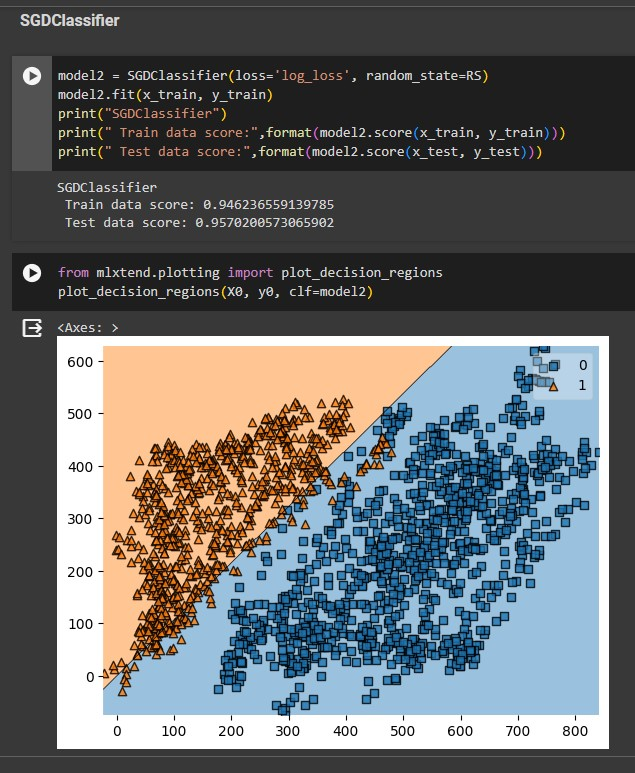 SGDClassifier
model2 = SGDClassifier(loss='log_loss', random_state=RS)
model2.fit(x_train, y_train)
print("SGDClassifier")
print(" Train data score:",format(model2.score(x_train, y_train)))
print(" Test data score:",format(model2.score(x_test, y_test)))
SGDClassifier
 Train data score: 0.946236559139785
 Test data score: 0.9570200573065902
from mlxtend.plotting import plot_decision_regions
plot_decision_regions(X0, y0, clf=model2)
<Axes: >
0
1
600
500
400
300
200
100
0
0 100 200 300 400 500 600 700 800